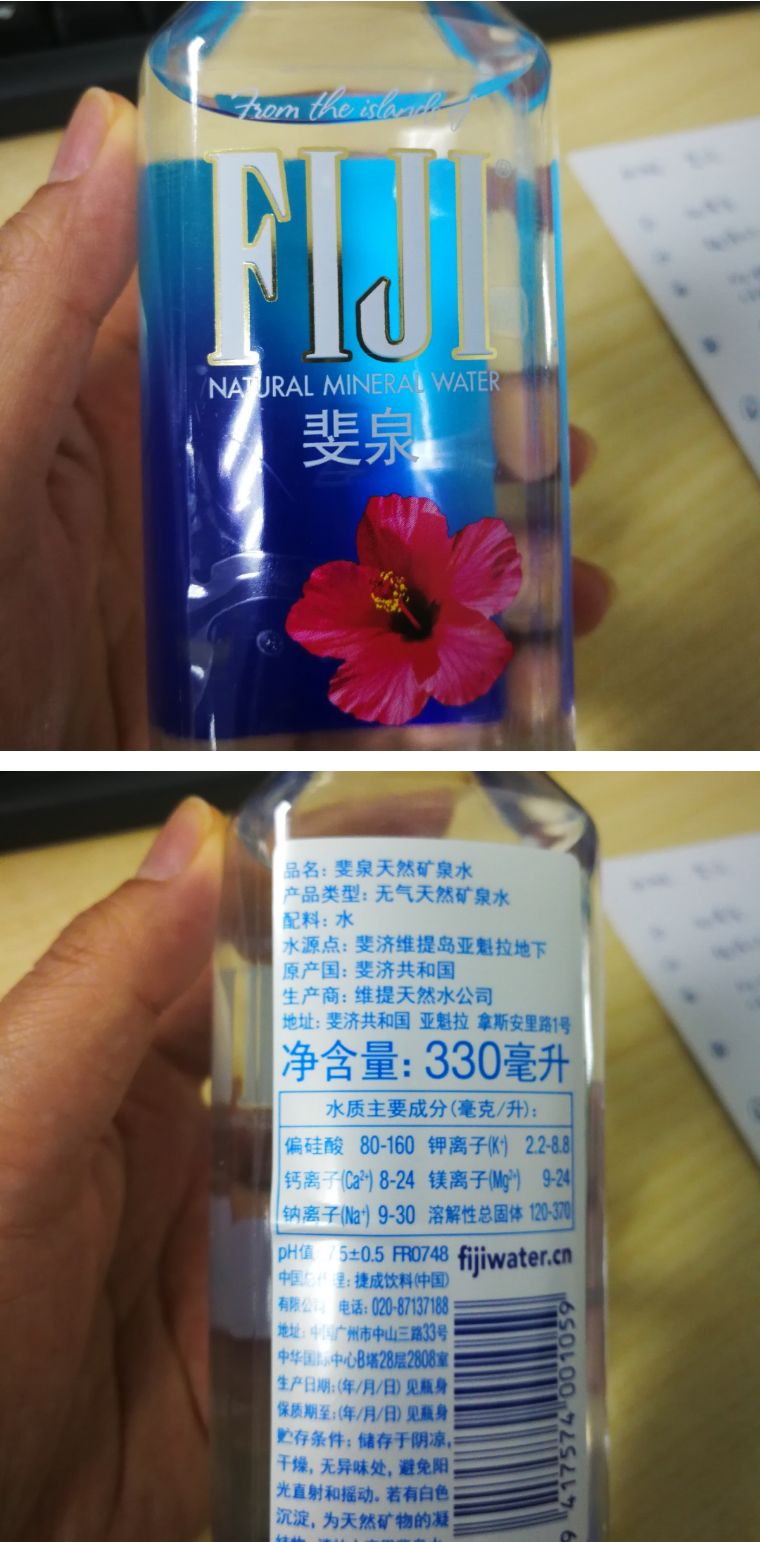 From the islands of
FIJI®
NATURAL MINERAL WATER
斐泉
品名: 斐泉天然矿泉水
产品类型: 无气天然矿泉水
配料: 水
水源点: 斐济维提岛亚魁拉地下
原产国: 斐济共和国
生产商: 维提天然水公司
地址: 斐济共和国 亚魁拉 拿斯安里路1号
净含量: 330毫升
水质主要成分(毫克/升):
偏硅酸 80-160 钾离子(K⁺) 2.2-8.8
钙离子(Ca²⁺) 8-24 镁离子(Mg²⁺) 9-24
钠离子(Na⁺) 9-30 溶解性总固体 120-370
pH值 7.5±0.5 FR0748
fijiwater.cn
中国总代理: 捷成饮料(中国)
有限公司 电话: 020-87137188
地址: 中国广州市中山三路33号
中华国际中心B塔28层2808室
生产日期:(年/月/日) 见瓶身
保质期至:(年/月/日) 见瓶身
贮存条件: 储存于阴凉,
干燥, 无异味处, 避免阳
光直射和摇动。若有白色
沉淀, 为天然矿物的凝
9 417574 001059